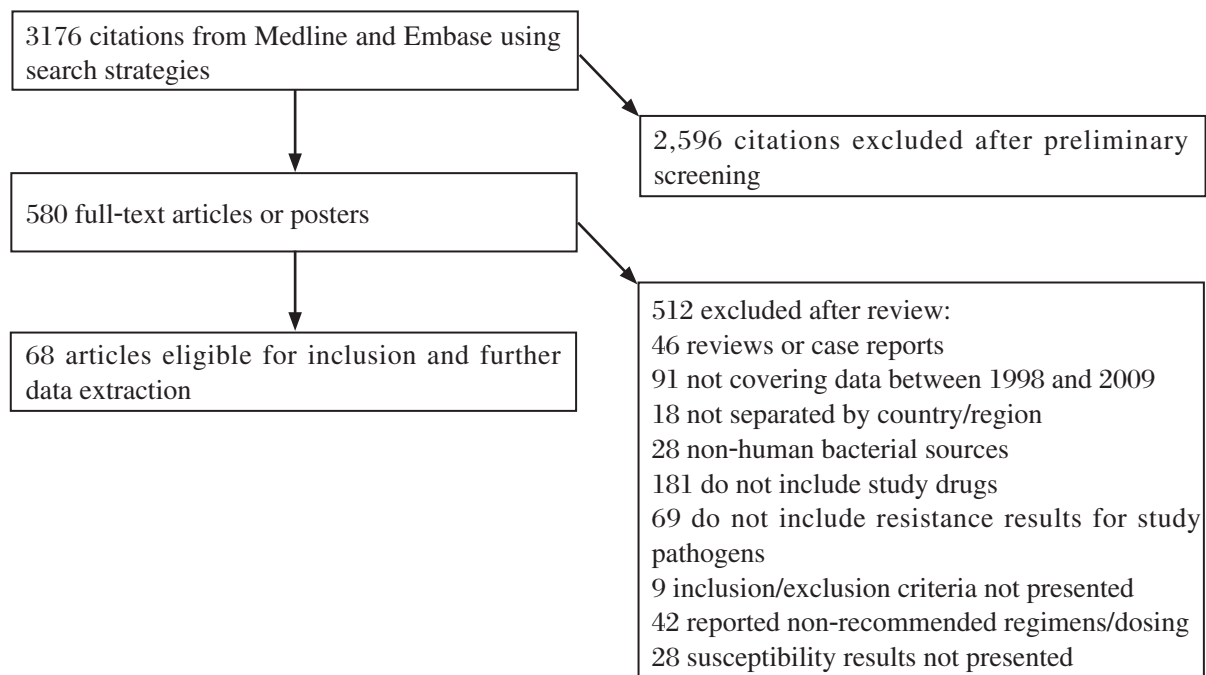 3176 citations from Medline and Embase using
search strategies
2,596 citations excluded after preliminary
screening
580 full-text articles or posters
512 excluded after review:
46 reviews or case reports
91 not covering data between 1998 and 2009
18 not separated by country/region
28 non-human bacterial sources
181 do not include study drugs
69 do not include resistance results for study
pathogens
9 inclusion/exclusion criteria not presented
42 reported non-recommended regimens/dosing
28 susceptibility results not presented
68 articles eligible for inclusion and further
data extraction